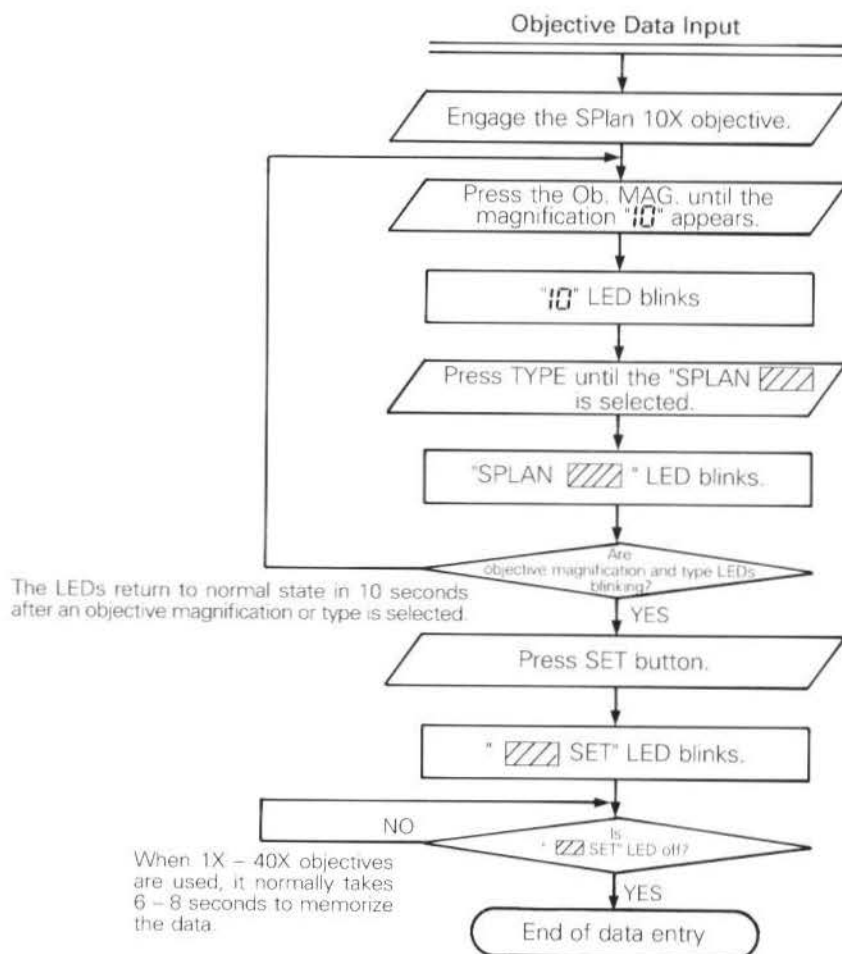 Objective Data Input
Engage the SPlan 10X objective.
Press the Ob. MAG. until the
magnification "10" appears.
"10" LED blinks
Press TYPE until the "SPLAN
is selected.
"SPLAN " LED blinks.
Are
objective magnification and type LEDs
blinking?
The LEDs return to normal state in 10 seconds
after an objective magnification or type is selected.
YES
Press SET button.
" SET" LED blinks.
NO
Is
" SET" LED off?
When 1X – 40X objectives
are used, it normally takes
6 – 8 seconds to memorize
the data.
YES
End of data entry